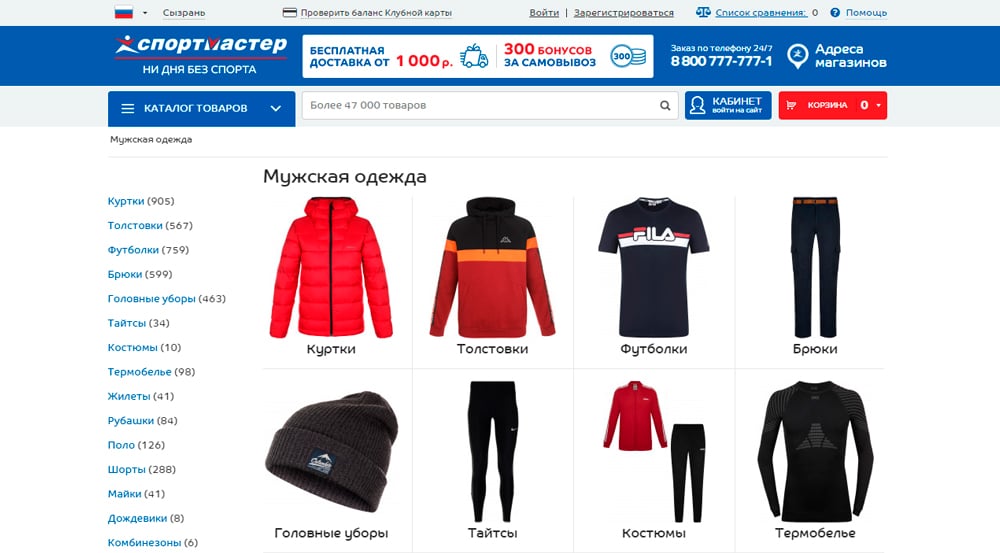 Сызрань
Проверить баланс Клубной карты
Войти | Зарегистрироваться
Список сравнения: 0
? Помощь
спортмастер
НИ ДНЯ БЕЗ СПОРТА
БЕСПЛАТНАЯ
ДОСТАВКА ОТ 1 000 р.
300 БОНУСОВ
ЗА САМОВЫВОЗ
300
Заказ по телефону 24/7
8 800 777-777-1
Адреса
магазинов
КАТАЛОГ ТОВАРОВ
Более 47 000 товаров
КАБИНЕТ
войти на сайт
КОРЗИНА 0
Мужская одежда
Мужская одежда
Куртки (905)
Толстовки (567)
Футболки (759)
Брюки (599)
Головные уборы (463)
Тайтсы (34)
Костюмы (10)
Термобелье (98)
Жилеты (41)
Рубашки (84)
Поло (126)
Шорты (288)
Майки (41)
Дождевики (8)
Комбинезоны (6)
FILA
Куртки
Толстовки
Футболки
Брюки
Columbia
Головные уборы
Тайтсы
Костюмы
Термобелье